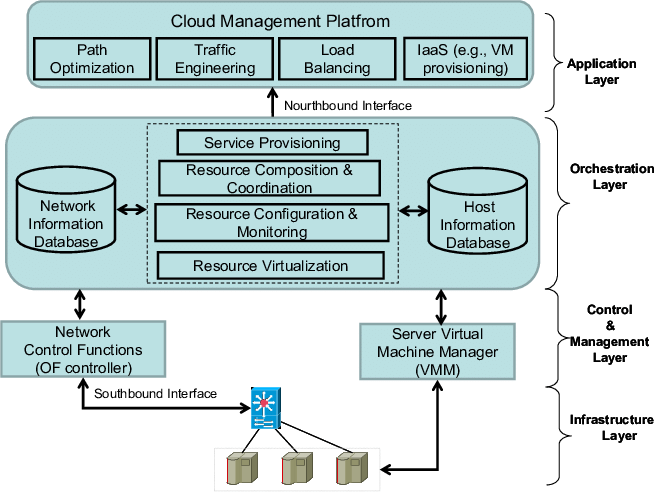 Cloud Management Platfrom
Path
Optimization
Traffic
Engineering
Load
Balancing
IaaS (e.g., VM
provisioning)
Application
Layer
Nourthbound Interface
Service Provisioning
Resource Composition &
Coordination
Resource Configuration &
Monitoring
Resource Virtualization
Network
Information
Database
Host
Information
Database
Orchestration
Layer
Network
Control Functions
(OF controller)
Server Virtual
Machine Manager
(VMM)
Control
&
Management
Layer
Southbound Interface
Infrastructure
Layer